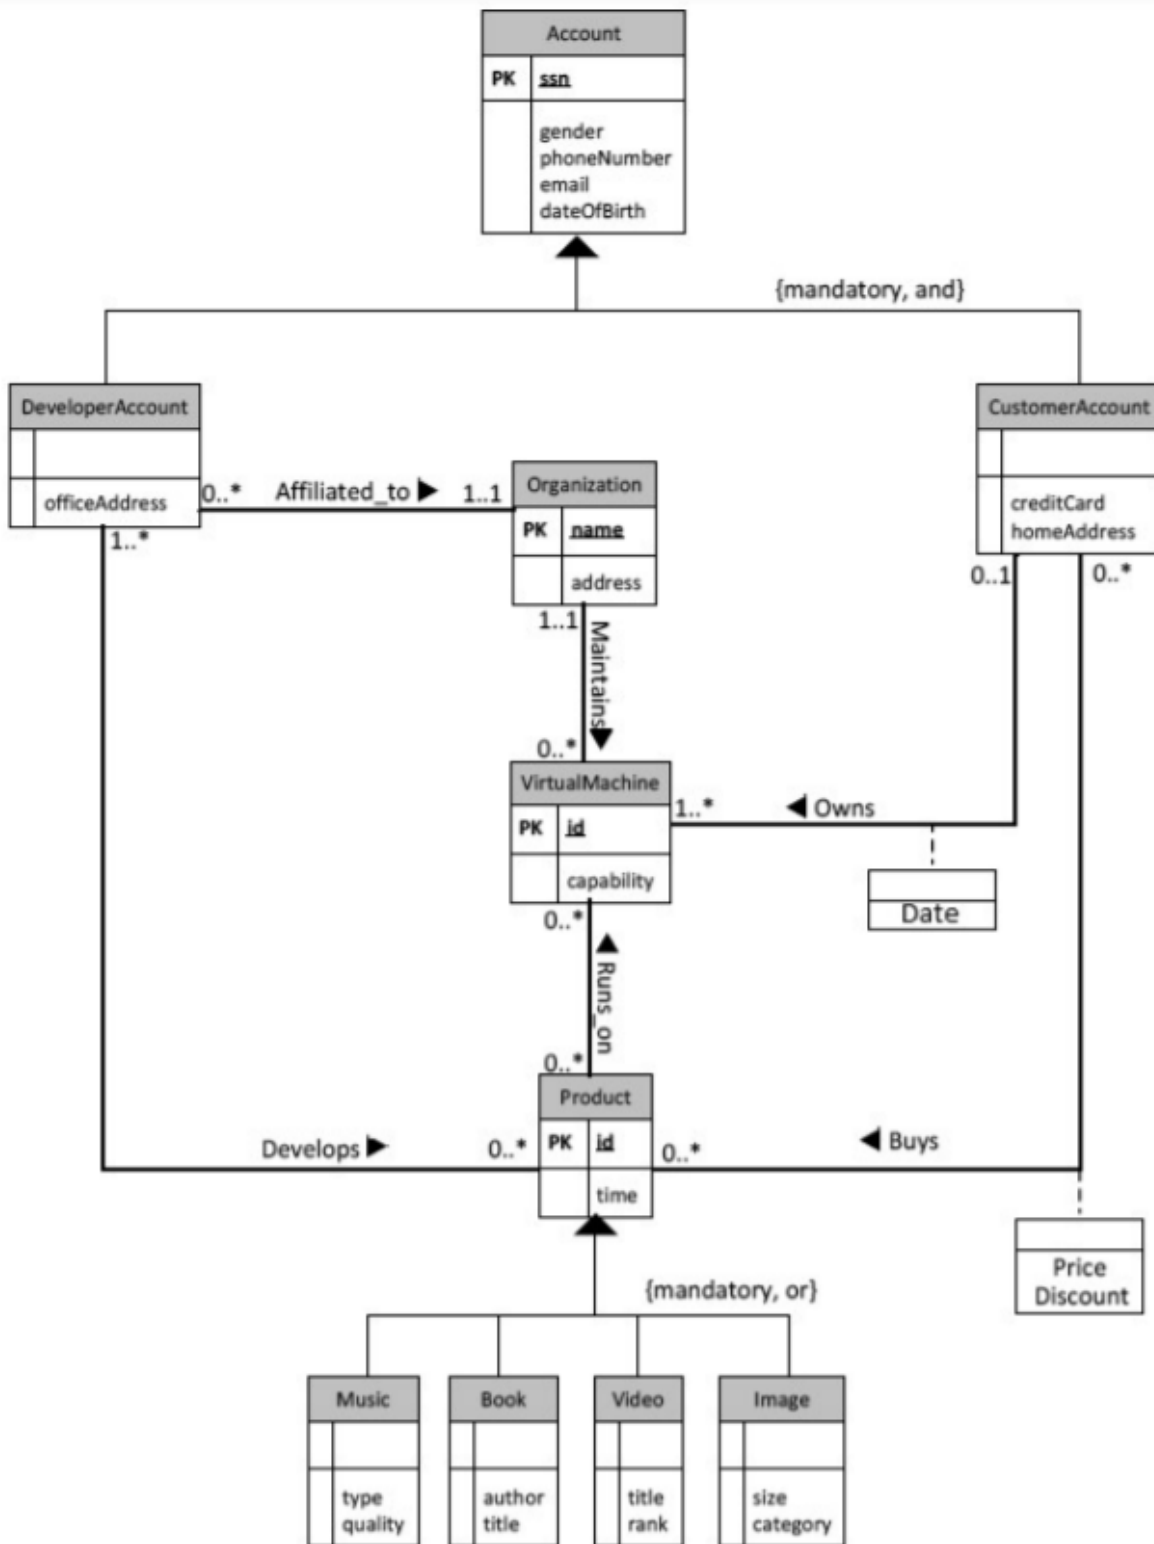 Account
PK ssn
gender
phoneNumber
email
dateOfBirth
{mandatory, and}
DeveloperAccount
officeAddress
CustomerAccount
creditCard
homeAddress
0..* Affiliated_to 1..1
Organization
PK name
address
1..*
0..1
0..*
1..1
Maintains
0..*
VirtualMachine
PK id
capability
1..* Owns
Date
0..*
Runs_on
0..*
Product
PK id
time
Develops 0..*
0..* Buys
Price
Discount
{mandatory, or}
Music
type
quality
Book
author
title
Video
title
rank
Image
size
category